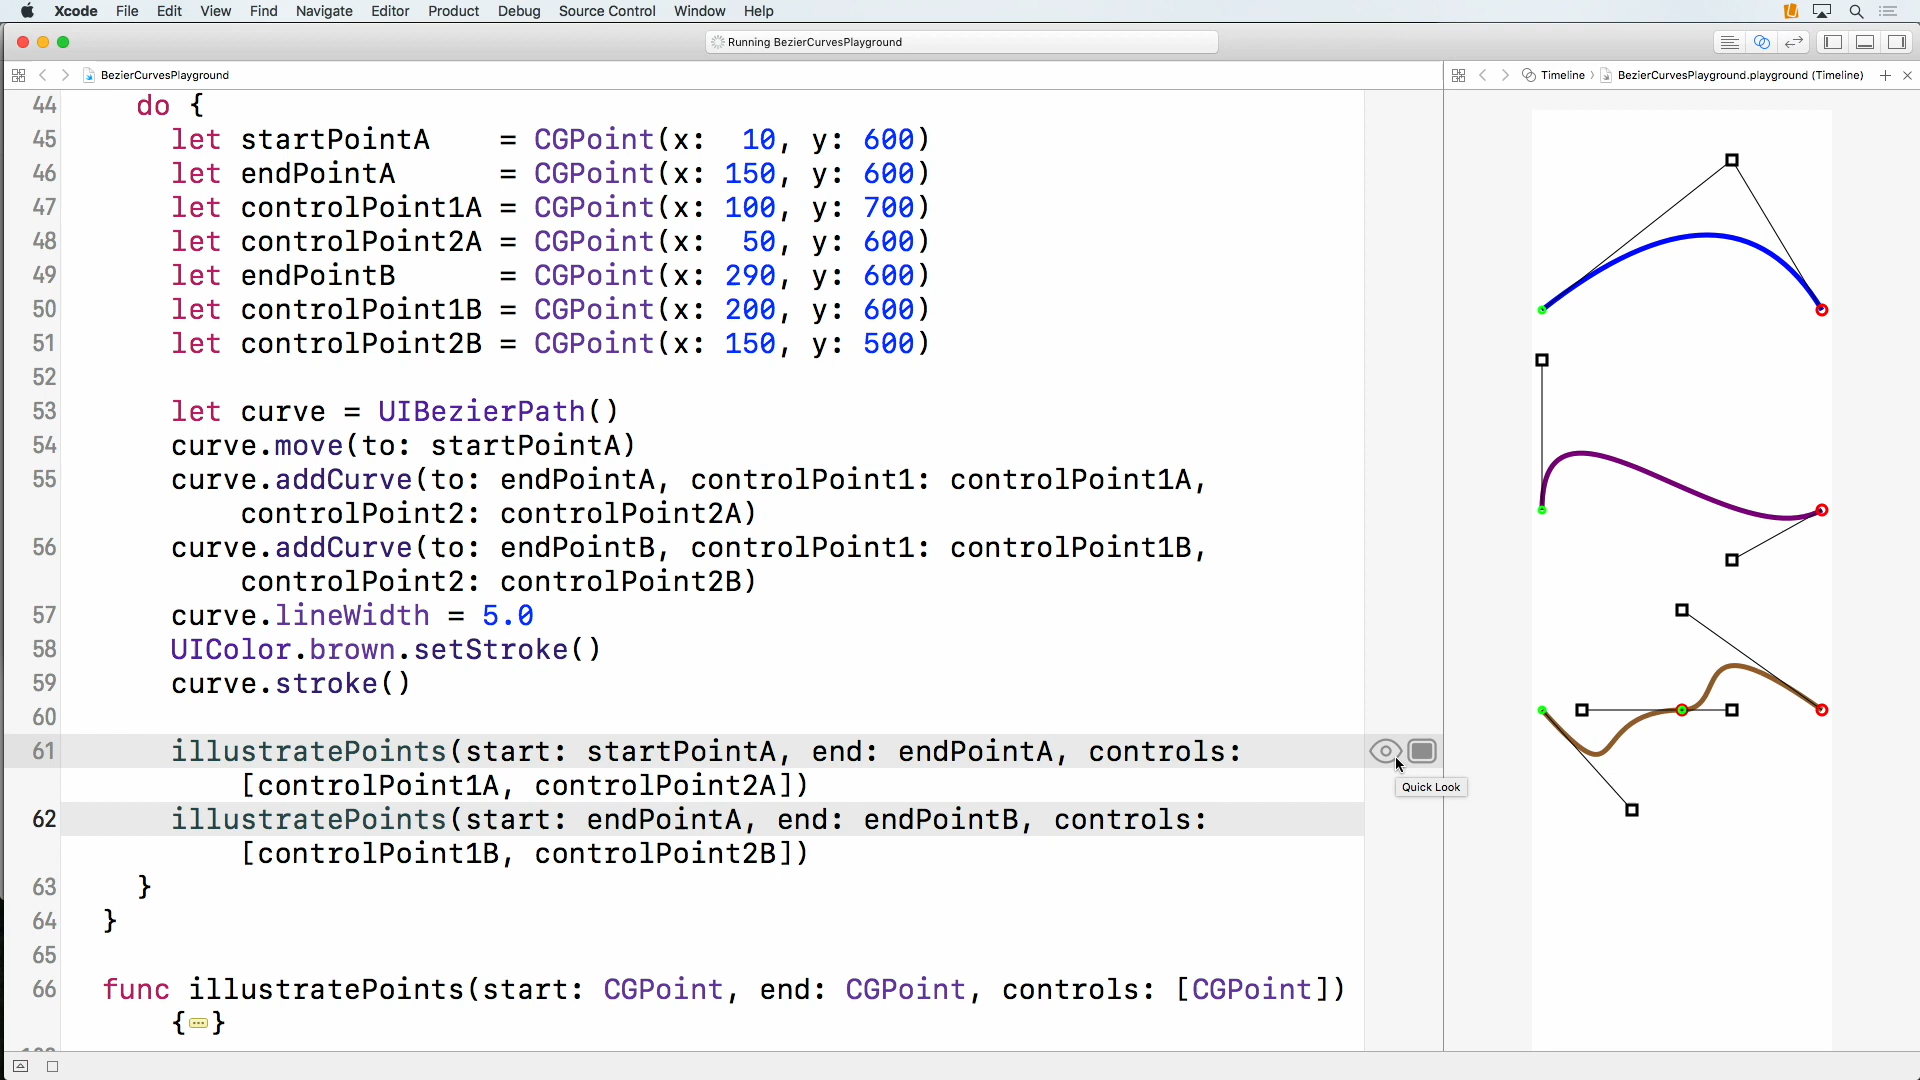 Xcode File Edit View Find Navigate Editor Product Debug Source Control Window Help
Running BezierCurvesPlayground
BezierCurvesPlayground
Timeline BezierCurvesPlayground.playground (Timeline)
44 do {
45 let startPointA = CGPoint(x: 10, y: 600)
46 let endPointA = CGPoint(x: 150, y: 600)
47 let controlPoint1A = CGPoint(x: 100, y: 700)
48 let controlPoint2A = CGPoint(x: 50, y: 600)
49 let endPointB = CGPoint(x: 290, y: 600)
50 let controlPoint1B = CGPoint(x: 200, y: 600)
51 let controlPoint2B = CGPoint(x: 150, y: 500)
52
53 let curve = UIBezierPath()
54 curve.move(to: startPointA)
55 curve.addCurve(to: endPointA, controlPoint1: controlPoint1A,
controlPoint2: controlPoint2A)
56 curve.addCurve(to: endPointB, controlPoint1: controlPoint1B,
controlPoint2: controlPoint2B)
57 curve.lineWidth = 5.0
58 UIColor.brown.setStroke()
59 curve.stroke()
60
61 illustratePoints(start: startPointA, end: endPointA, controls:
[controlPoint1A, controlPoint2A])
Quick Look
62 illustratePoints(start: endPointA, end: endPointB, controls:
[controlPoint1B, controlPoint2B])
63 }
64 }
65
66 func illustratePoints(start: CGPoint, end: CGPoint, controls: [CGPoint])
{...}